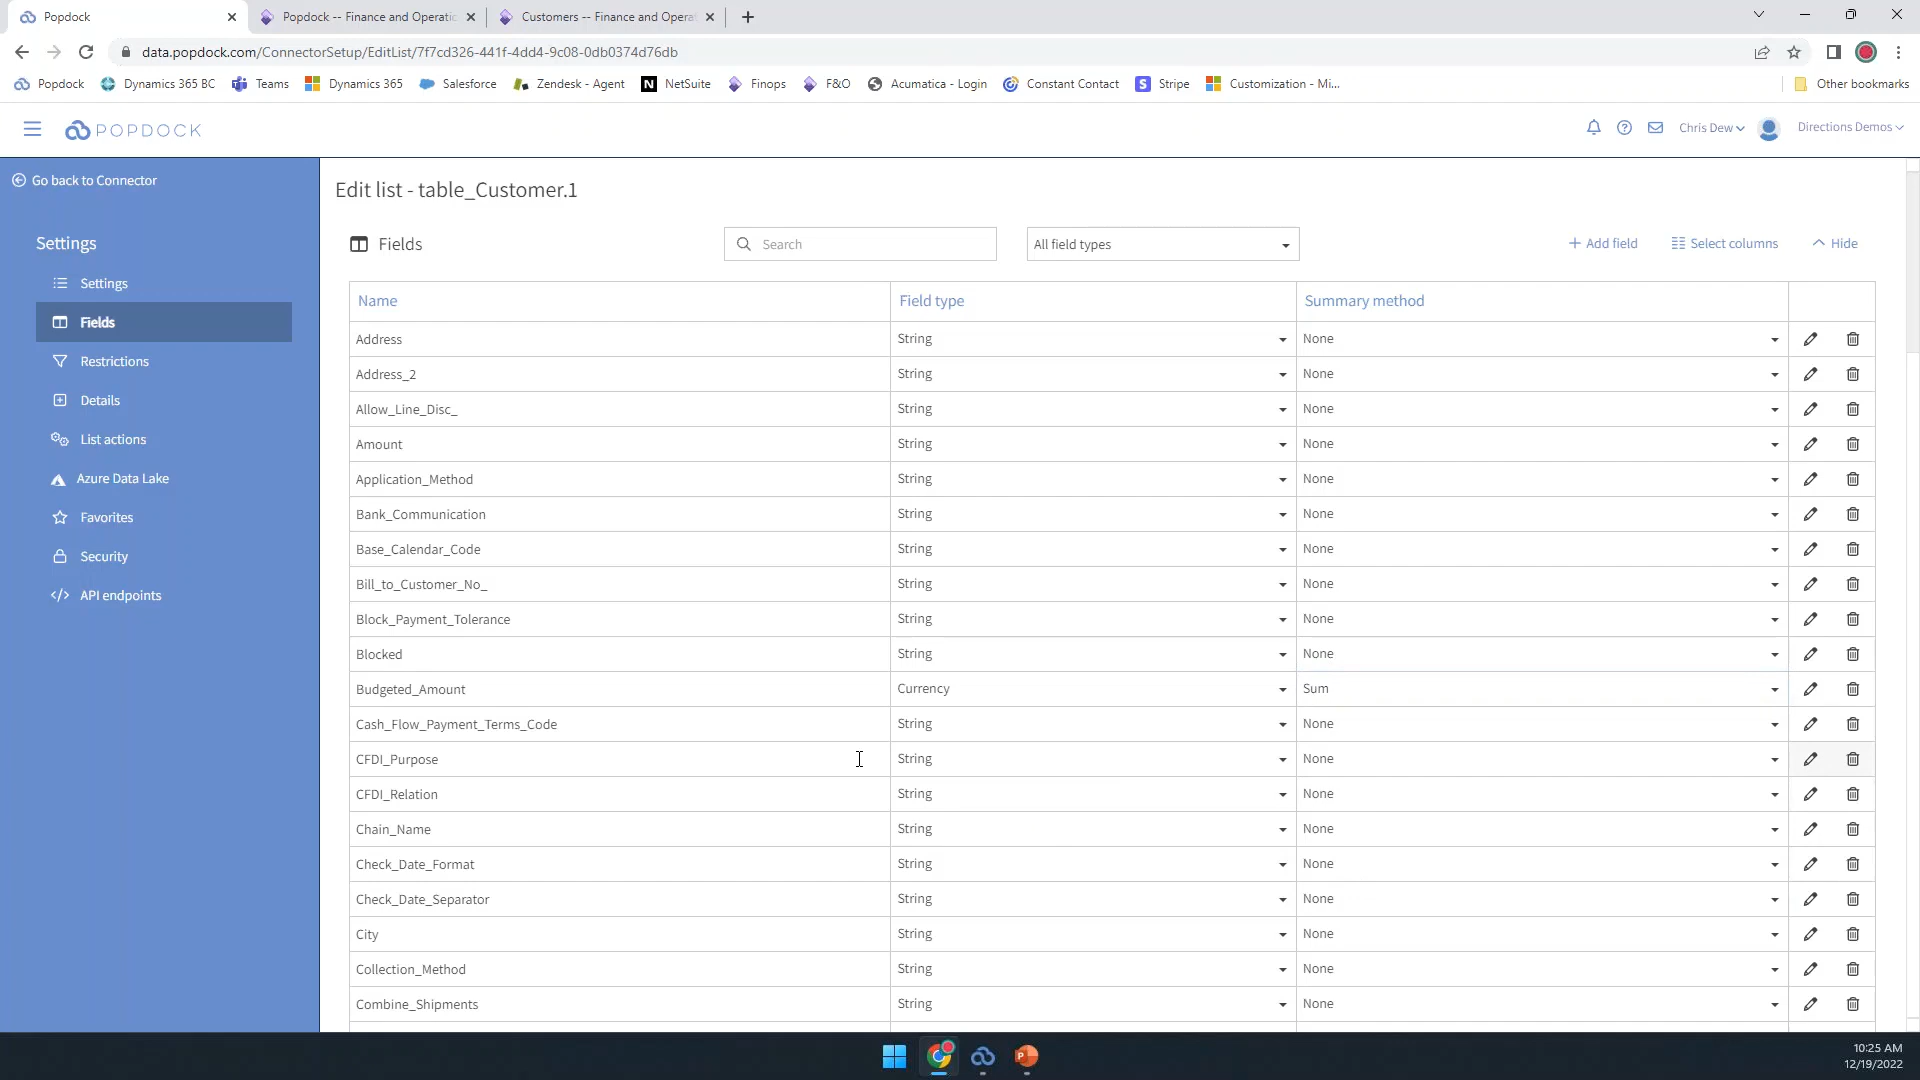 Popdock
Popdock -- Finance and Operatic
Customers -- Finance and Opera
data.popdock.com/ConnectorSetup/EditList/7f7cd326-441f-4dd4-9c08-0db0374d76db
Popdock
Dynamics 365 BC
Teams
Dynamics 365
Salesforce
Zendesk - Agent
NetSuite
Finops
F&O
Acumatica - Login
Constant Contact
Stripe
Customization - Mi...
Other bookmarks
POPDOCK
Chris Dew
Directions Demos
Go back to Connector
Settings
Settings
Fields
Restrictions
Details
List actions
Azure Data Lake
Favorites
Security
API endpoints
Edit list - table_Customer.1
Fields
Search
All field types
+ Add field
Select columns
Hide
Name Field type Summary method
Address String None
Address_2 String None
Allow_Line_Disc_ String None
Amount String None
Application_Method String None
Bank_Communication String None
Base_Calendar_Code String None
Bill_to_Customer_No_ String None
Block_Payment_Tolerance String None
Blocked String None
Budgeted_Amount Currency Sum
Cash_Flow_Payment_Terms_Code String None
CFDI_Purpose String None
CFDI_Relation String None
Chain_Name String None
Check_Date_Format String None
Check_Date_Separator String None
City String None
Collection_Method String None
Combine_Shipments String None
10:25 AM
12/19/2022